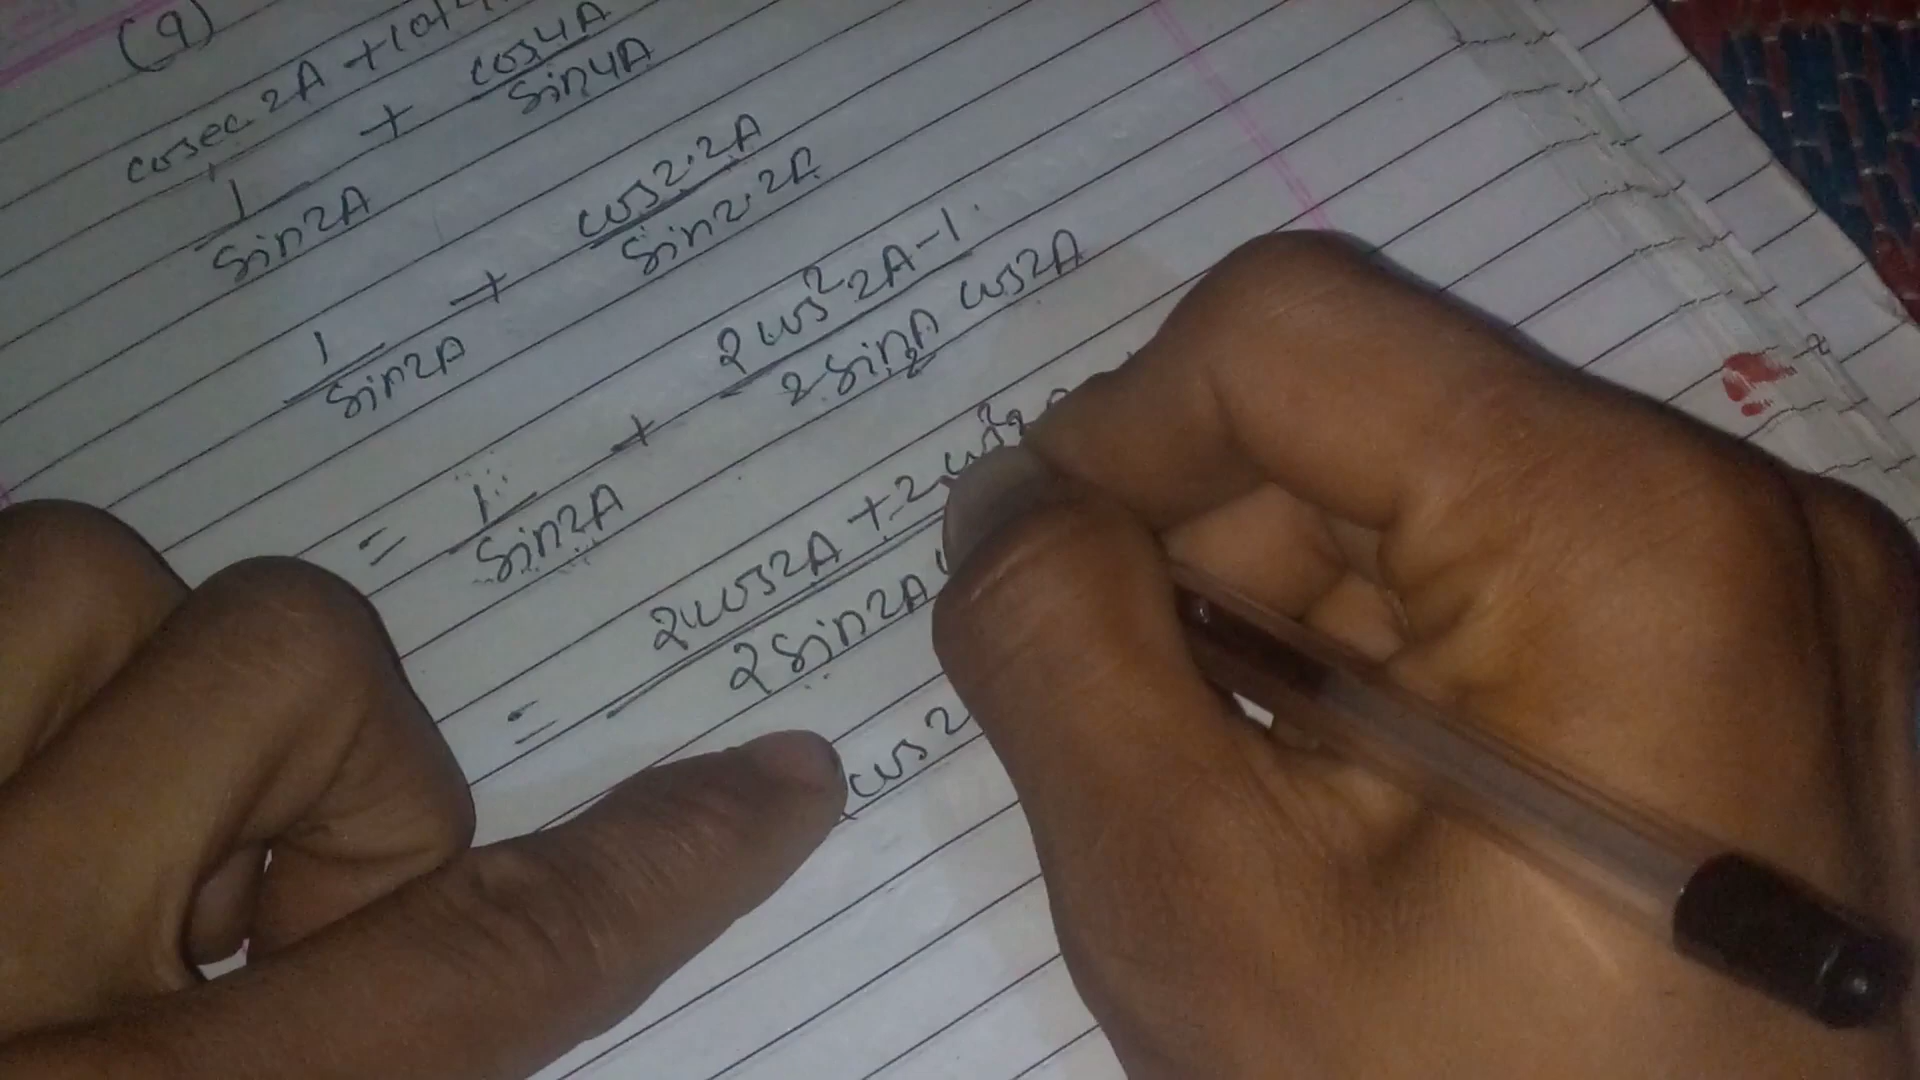 (9)
cosec 2A + cot
1/sin2A + cos4A/sin4A
1/sin2A + cos2.2A/sin2.2A
= 1/sin2A + 2cos²2A-1/2sin2A cos2A
= 2cos2A + 2cos²2A/2sin2A
cos2